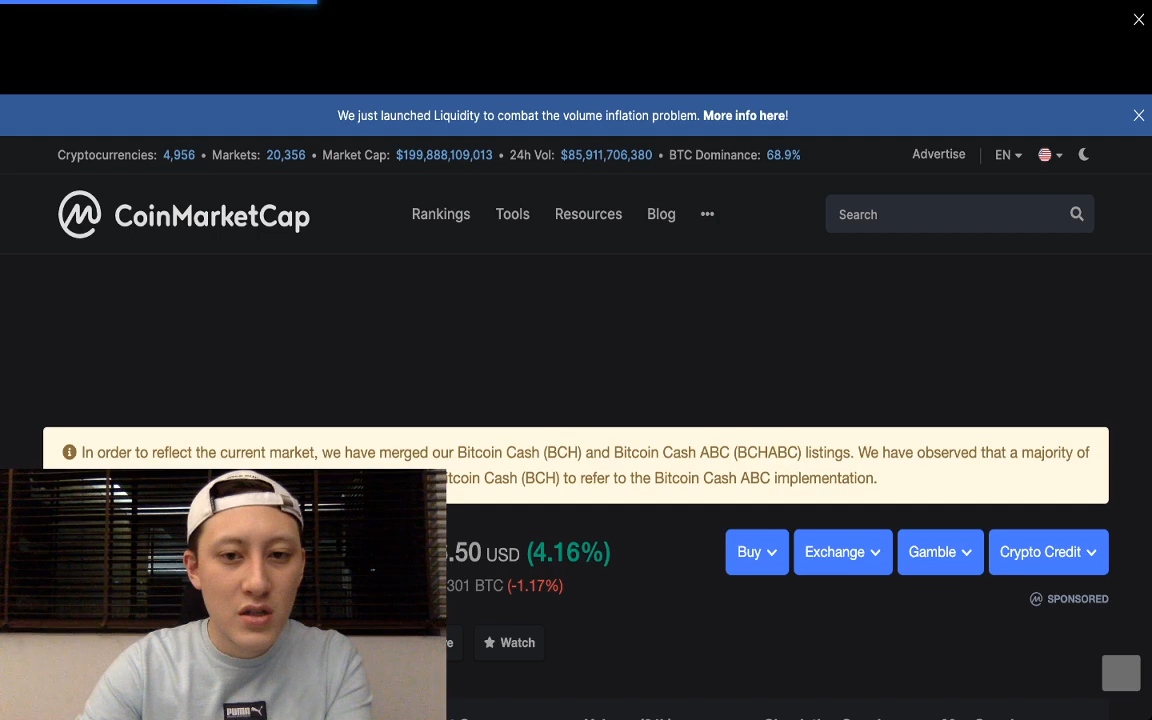 We just launched Liquidity to combat the volume inflation problem. More info here!
Cryptocurrencies: 4,956 • Markets: 20,356 • Market Cap: $199,888,109,013 • 24h Vol: $85,911,706,380 • BTC Dominance: 68.9%
Advertise EN
CoinMarketCap Rankings Tools Resources Blog ••• Search
In order to reflect the current market, we have merged our Bitcoin Cash (BCH) and Bitcoin Cash ABC (BCHABC) listings. We have observed that a majority of
Cash (BCH) to refer to the Bitcoin Cash ABC implementation.
.50 USD (4.16%) Buy Exchange Gamble Crypto Credit
301 BTC (-1.17%)
SPONSORED
Watch
PUMA